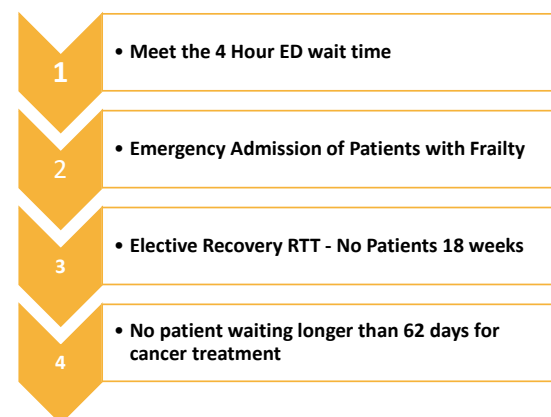 1
• Meet the 4 Hour ED wait time
2
• Emergency Admission of Patients with Frailty
3
• Elective Recovery RTT - No Patients 18 weeks
4
• No patient waiting longer than 62 days for
cancer treatment